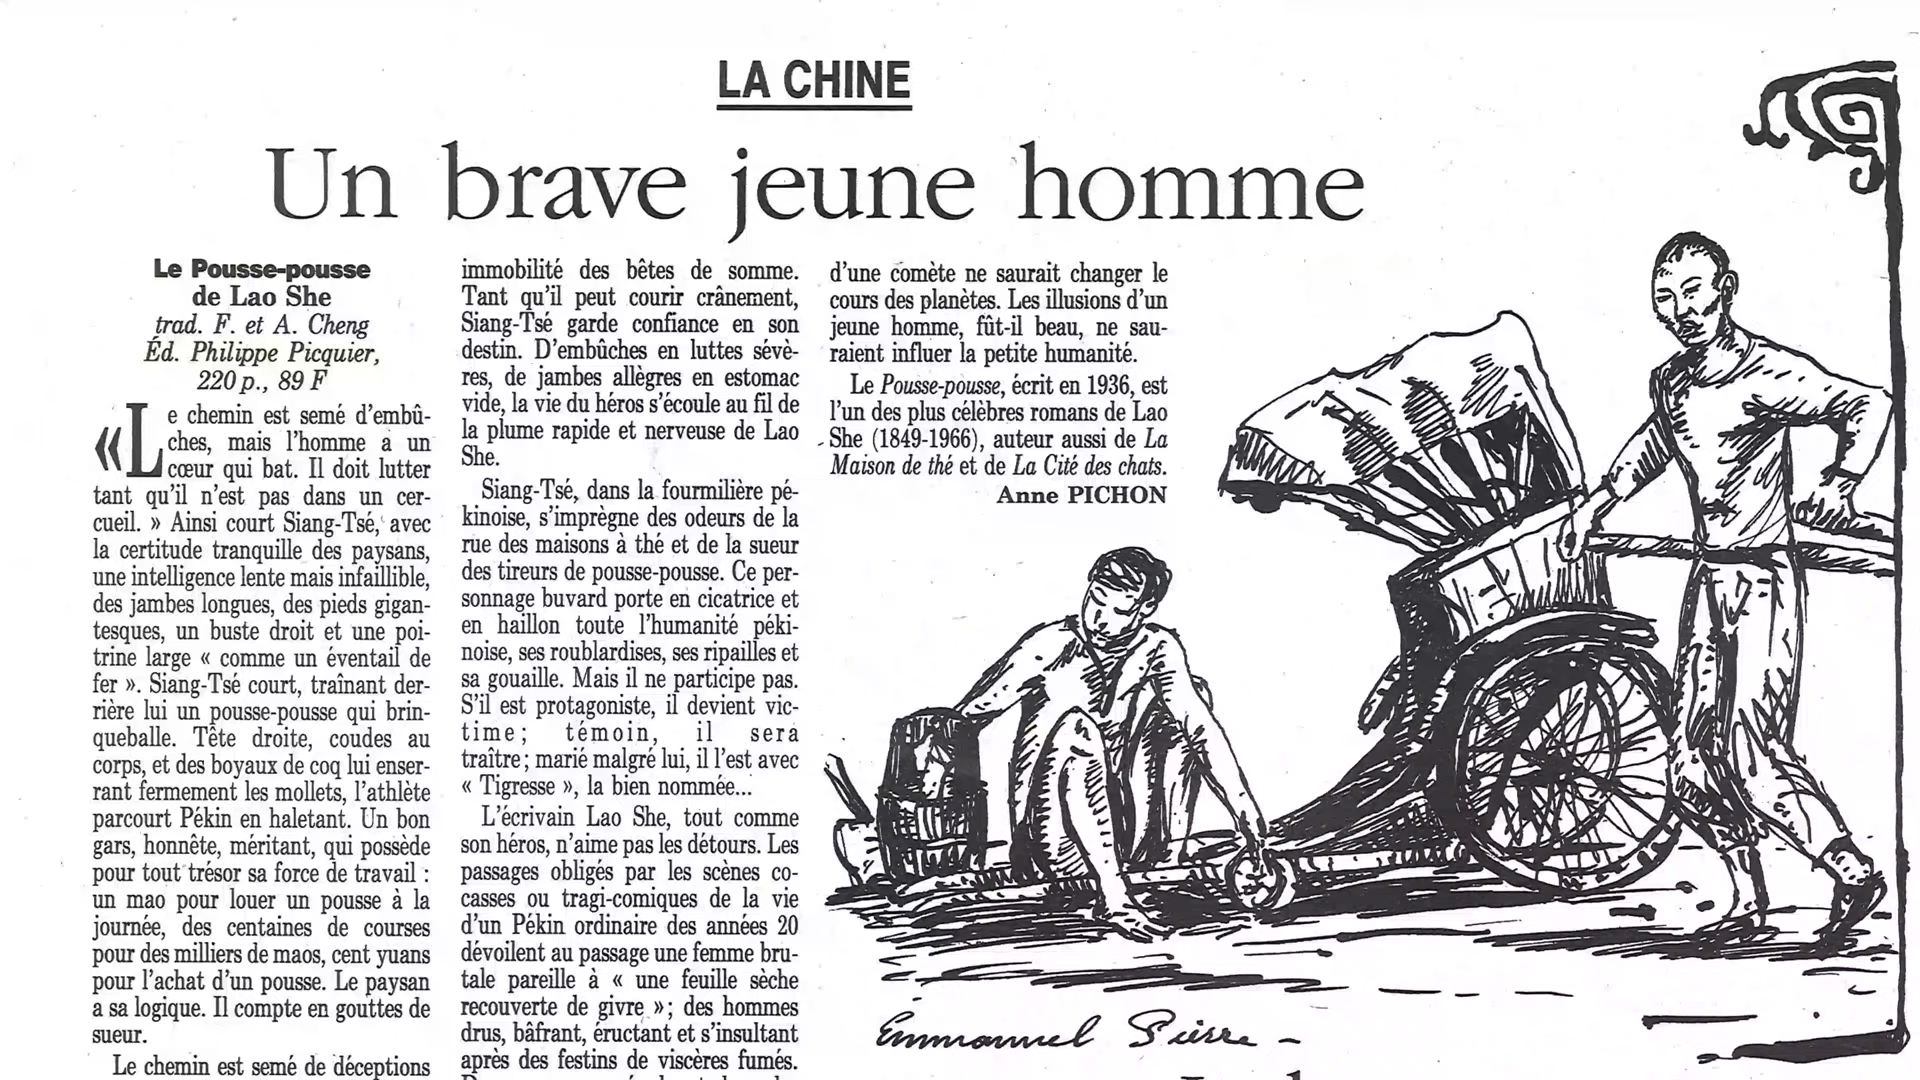 LA CHINE
Un brave jeune homme
Le Pousse-pousse
de Lao She
trad. F. et A. Cheng
Éd. Philippe Picquier,
220 p., 89 F
«Le chemin est semé d'embû-
ches, mais l'homme a un
cœur qui bat. Il doit lutter
tant qu'il n'est pas dans un cer-
cueil. » Ainsi court Siang-Tsé, avec
la certitude tranquille des paysans,
une intelligence lente mais infaillible,
des jambes longues, des pieds gigan-
tesques, un buste droit et une poi-
trine large « comme un éventail de
fer ». Siang-Tsé court, traînant der-
rière lui un pousse-pousse qui brin-
queballe. Tête droite, coudes au
corps, et des boyaux de coq lui enser-
rant fermement les mollets, l'athlète
parcourt Pékin en haletant. Un bon
gars, honnête, méritant, qui possède
pour tout trésor sa force de travail :
un mao pour louer un pousse à la
journée, des centaines de courses
pour des milliers de maos, cent yuans
pour l'achat d'un pousse. Le paysan
a sa logique. Il compte en gouttes de
sueur.
Le chemin est semé de déceptions
immobilité des bêtes de somme.
Tant qu'il peut courir crânement,
Siang-Tsé garde confiance en son
destin. D'embûches en luttes sévè-
res, de jambes allègres en estomac
vide, la vie du héros s'écoule au fil de
la plume rapide et nerveuse de Lao
She.
Siang-Tsé, dans la fourmilière pé-
kinoise, s'imprègne des odeurs de la
rue des maisons à thé et de la sueur
des tireurs de pousse-pousse. Ce per-
sonnage buvard porte en cicatrice et
en haillon toute l'humanité péki-
noise, ses roublardises, ses ripailles et
sa gouaille. Mais il ne participe pas.
S'il est protagoniste, il devient vic-
time ; témoin, il sera
traître ; marié malgré lui, il l'est avec
« Tigresse », la bien nommée...
L'écrivain Lao She, tout comme
son héros, n'aime pas les détours. Les
passages obligés par les scènes co-
casses ou tragi-comiques de la vie
d'un Pékin ordinaire des années 20
dévoilent au passage une femme bru-
tale pareille à « une feuille sèche
recouverte de givre » ; des hommes
drus, bâfrant, éructant et s'insultant
après des festins de viscères fumés.
d'une comète ne saurait changer le
cours des planètes. Les illusions d'un
jeune homme, fût-il beau, ne sau-
raient influer la petite humanité.
Le Pousse-pousse, écrit en 1936, est
l'un des plus célèbres romans de Lao
She (1849-1966), auteur aussi de La
Maison de thé et de La Cité des chats.
Anne PICHON
Emmanuel Pierre